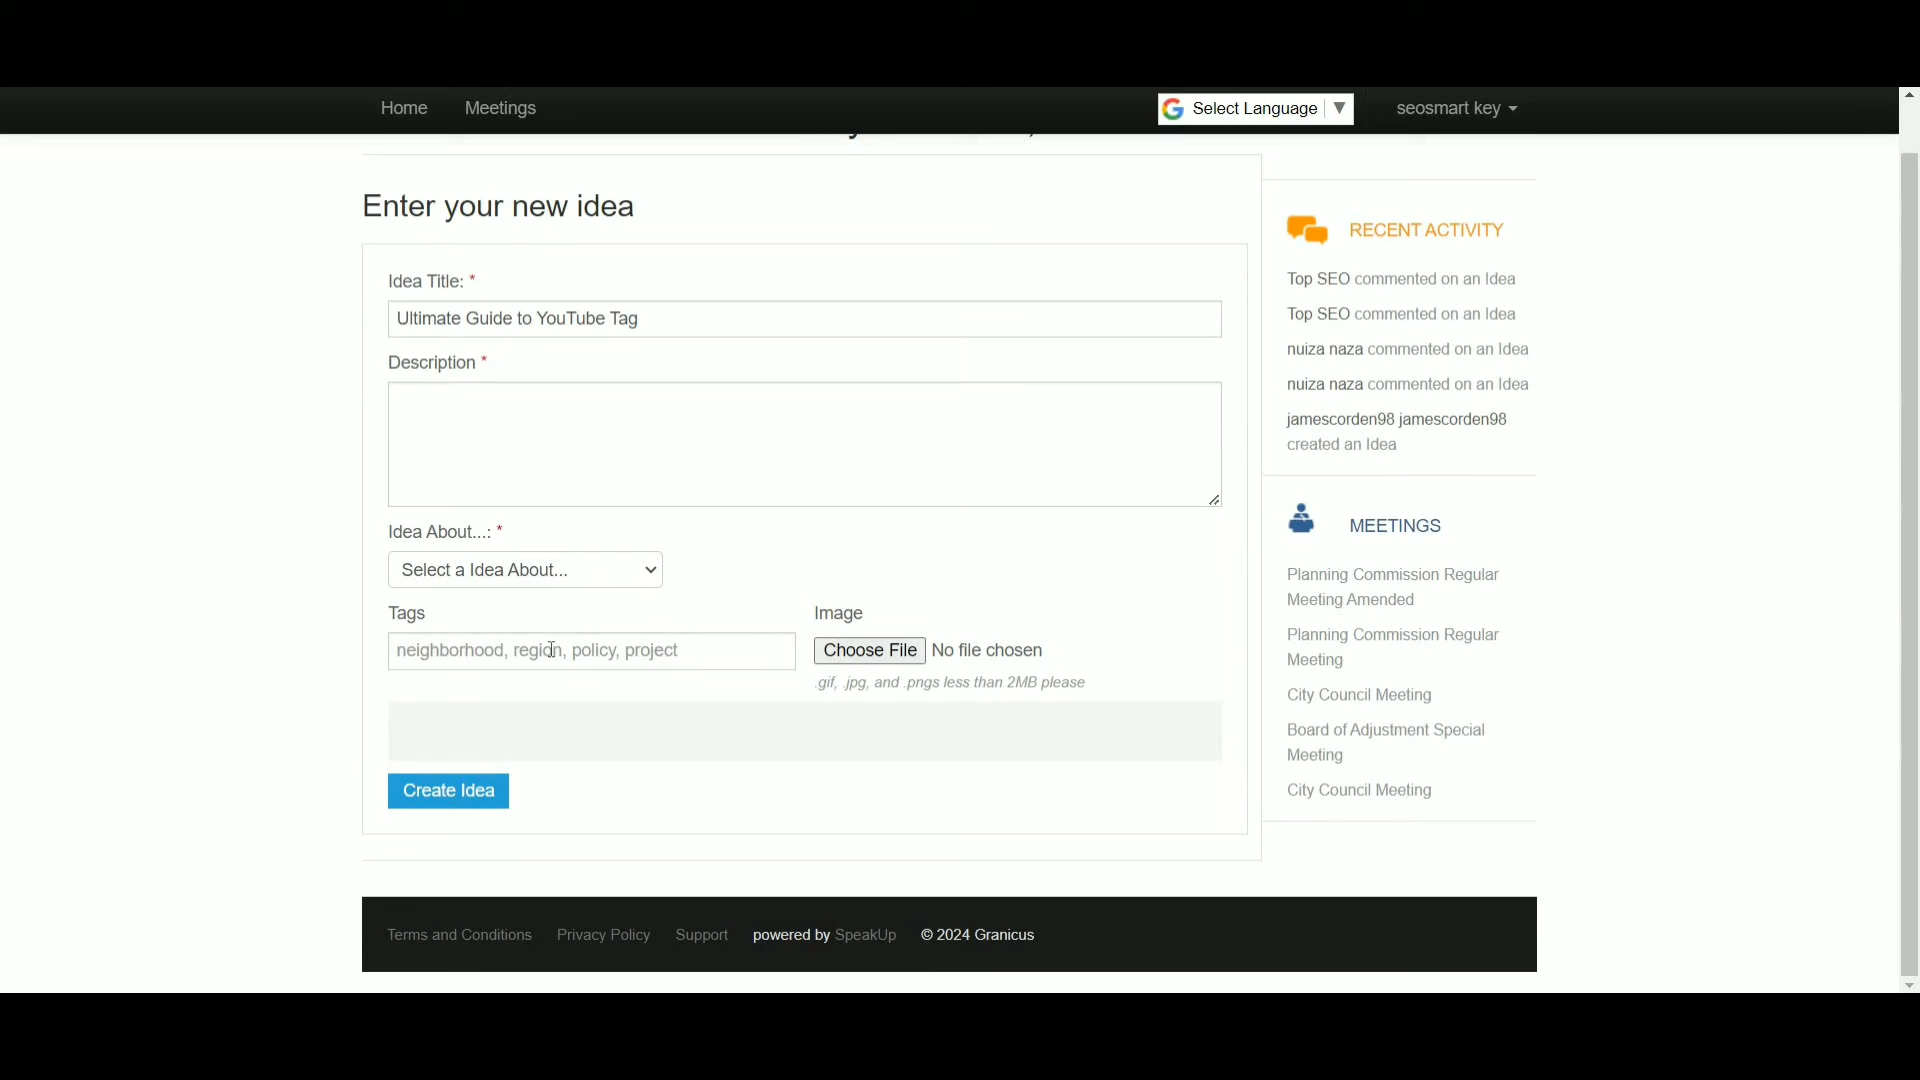 Home Meetings
Select Language ▼
seosmart key
Enter your new idea
Idea Title: *
Ultimate Guide to YouTube Tag
Description *
Idea About...: *
Select a Idea About...
Tags
neighborhood, region, policy, project
Image
Choose File No file chosen
.gif, .jpg, and .pngs less than 2MB please
Create Idea
RECENT ACTIVITY
Top SEO commented on an Idea
Top SEO commented on an Idea
nuiza naza commented on an Idea
nuiza naza commented on an Idea
jamescorden98 jamescorden98
created an Idea
MEETINGS
Planning Commission Regular
Meeting Amended
Planning Commission Regular
Meeting
City Council Meeting
Board of Adjustment Special
Meeting
City Council Meeting
Terms and Conditions Privacy Policy Support powered by SpeakUp © 2024 Granicus